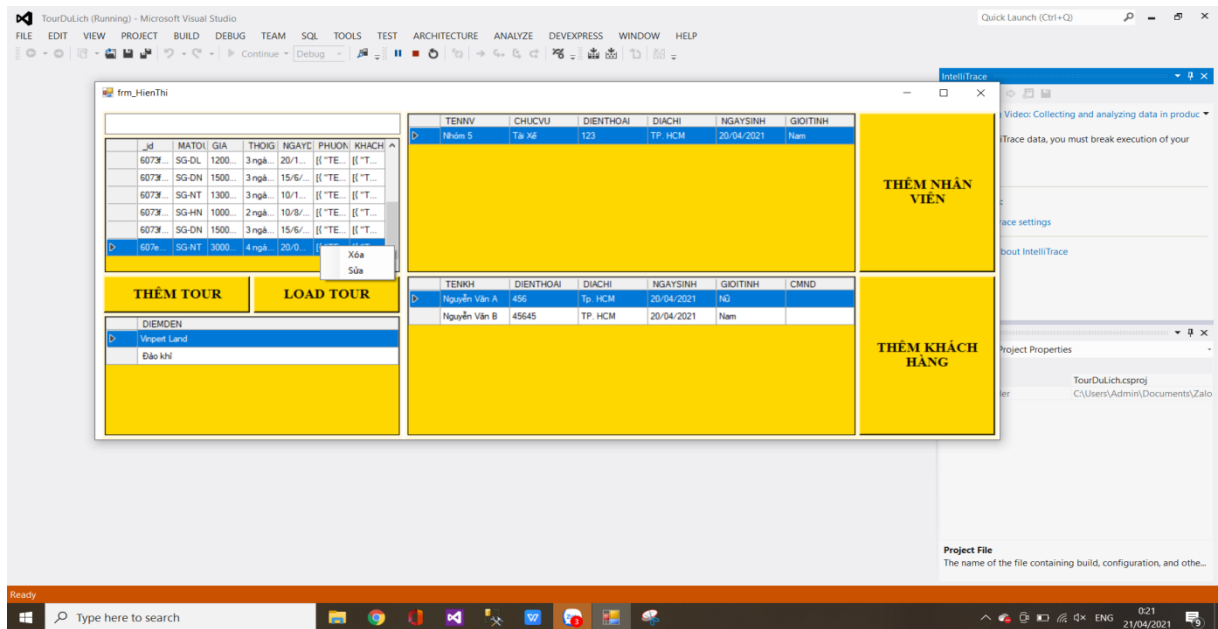 TourDuLich (Running) - Microsoft Visual Studio
Quick Launch (Ctrl+Q)
FILE EDIT VIEW PROJECT BUILD DEBUG TEAM SQL TOOLS TEST ARCHITECTURE ANALYZE DEVEXPRESS WINDOW HELP
Continue Debug
IntelliTrace
frm_HienThi
Video: Collecting and analyzing data in produc
Trace data, you must break execution of your
ace settings
bout IntelliTrace
_id MATOU GIA THOIG NGAYD PHUON KHACH
6073f... SG-DL 1200... 3 ngà... 20/1... [{ "TE... [{ "T...
6073f... SG-DN 1500... 3 ngà... 15/6/... [{ "TE... [{ "T...
6073f... SG-NT 1300... 3 ngà... 10/1... [{ "TE... [{ "T...
6073f... SG-HN 1000... 2 ngà... 10/8/... [{ "TE... [{ "T...
6073f... SG-DN 1500... 3 ngà... 15/6/... [{ "TE... [{ "T...
607e... SG-NT 3000... 4 ngà... 20/0...
Xóa
Sửa
THÊM TOUR
LOAD TOUR
DIEMDEN
Vinpert Land
Đảo khỉ
TENNV CHUCVU DIENTHOAI DIACHI NGAYSINH GIOITINH
Nhóm 5 Tài Xế 123 TP. HCM 20/04/2021 Nam
THÊM NHÂN
VIÊN
TENKH DIENTHOAI DIACHI NGAYSINH GIOITINH CMND
Nguyễn Văn A 456 Tp. HCM 20/04/2021 Nữ
Nguyễn Văn B 45645 TP. HCM 20/04/2021 Nam
THÊM KHÁCH
HÀNG
Project Properties
TourDuLich.csproj
er C:\Users\Admin\Documents\Zalo
Project File
The name of the file containing build, configuration, and othe...
Ready
Type here to search
ENG
0:21
21/04/2021